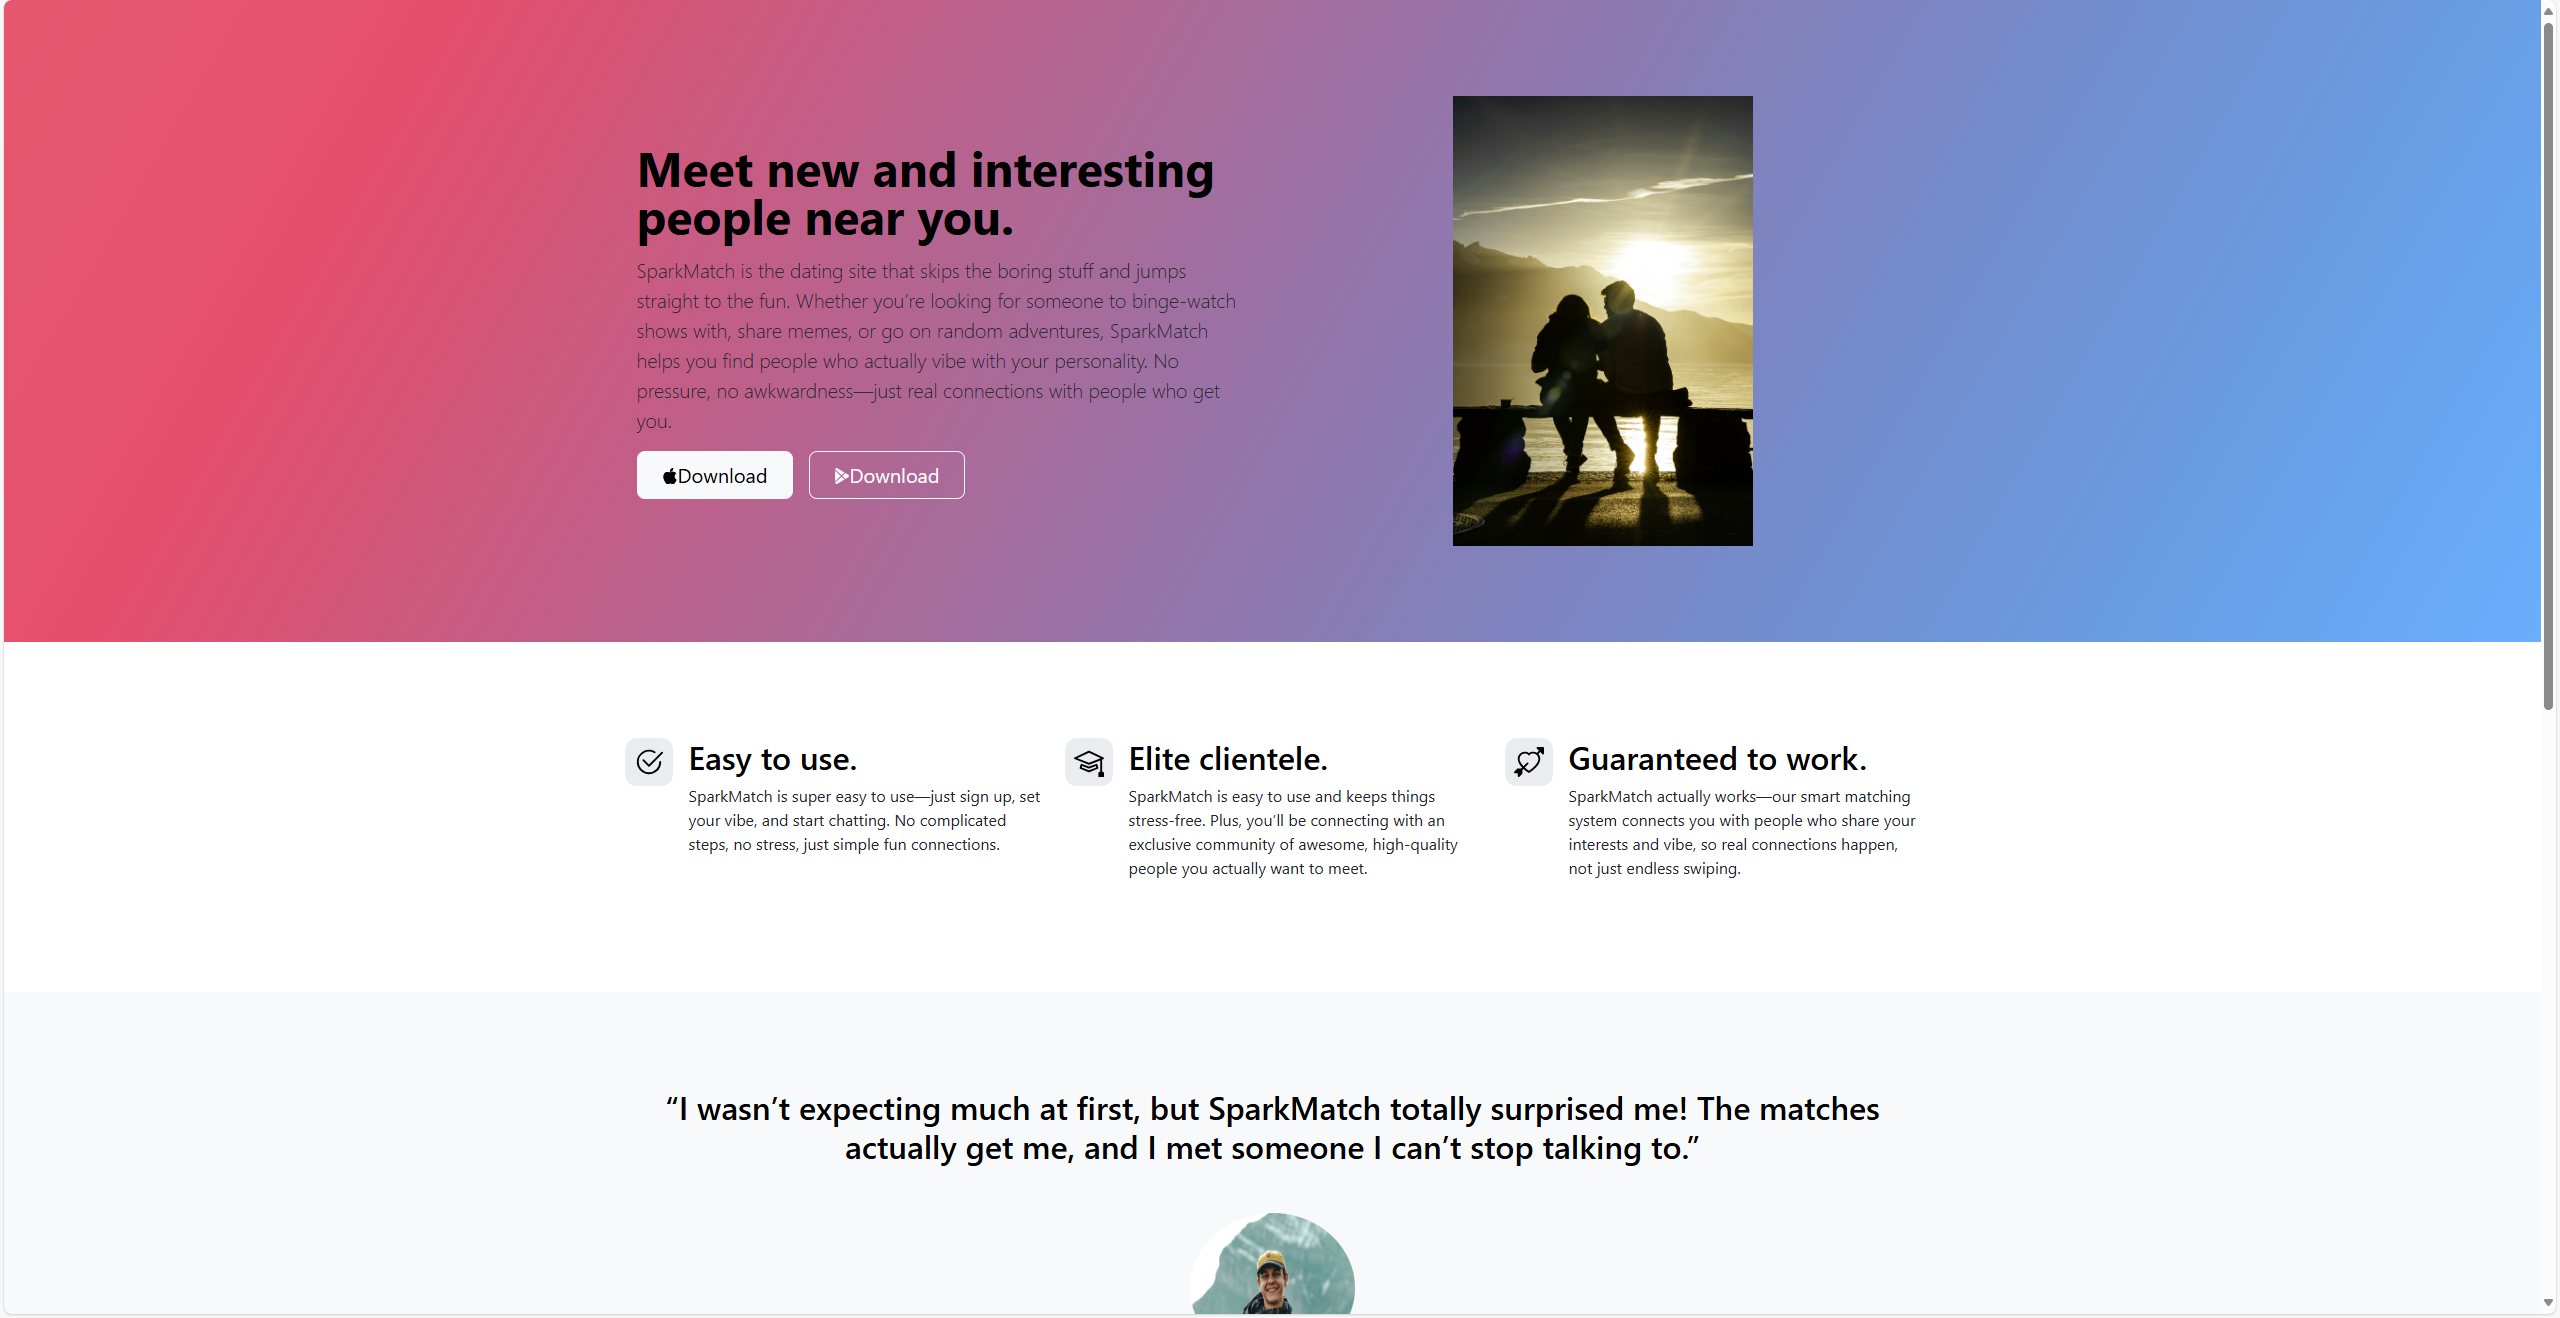 Meet new and interesting
people near you.
SparkMatch is the dating site that skips the boring stuff and jumps
straight to the fun. Whether you’re looking for someone to binge-watch
shows with, share memes, or go on random adventures, SparkMatch
helps you find people who actually vibe with your personality. No
pressure, no awkwardness—just real connections with people who get
you.
Download
Download
Easy to use.
SparkMatch is super easy to use—just sign up, set
your vibe, and start chatting. No complicated
steps, no stress, just simple fun connections.
Elite clientele.
SparkMatch is easy to use and keeps things
stress-free. Plus, you’ll be connecting with an
exclusive community of awesome, high-quality
people you actually want to meet.
Guaranteed to work.
SparkMatch actually works—our smart matching
system connects you with people who share your
interests and vibe, so real connections happen,
not just endless swiping.
“I wasn’t expecting much at first, but SparkMatch totally surprised me! The matches
actually get me, and I met someone I can’t stop talking to.”